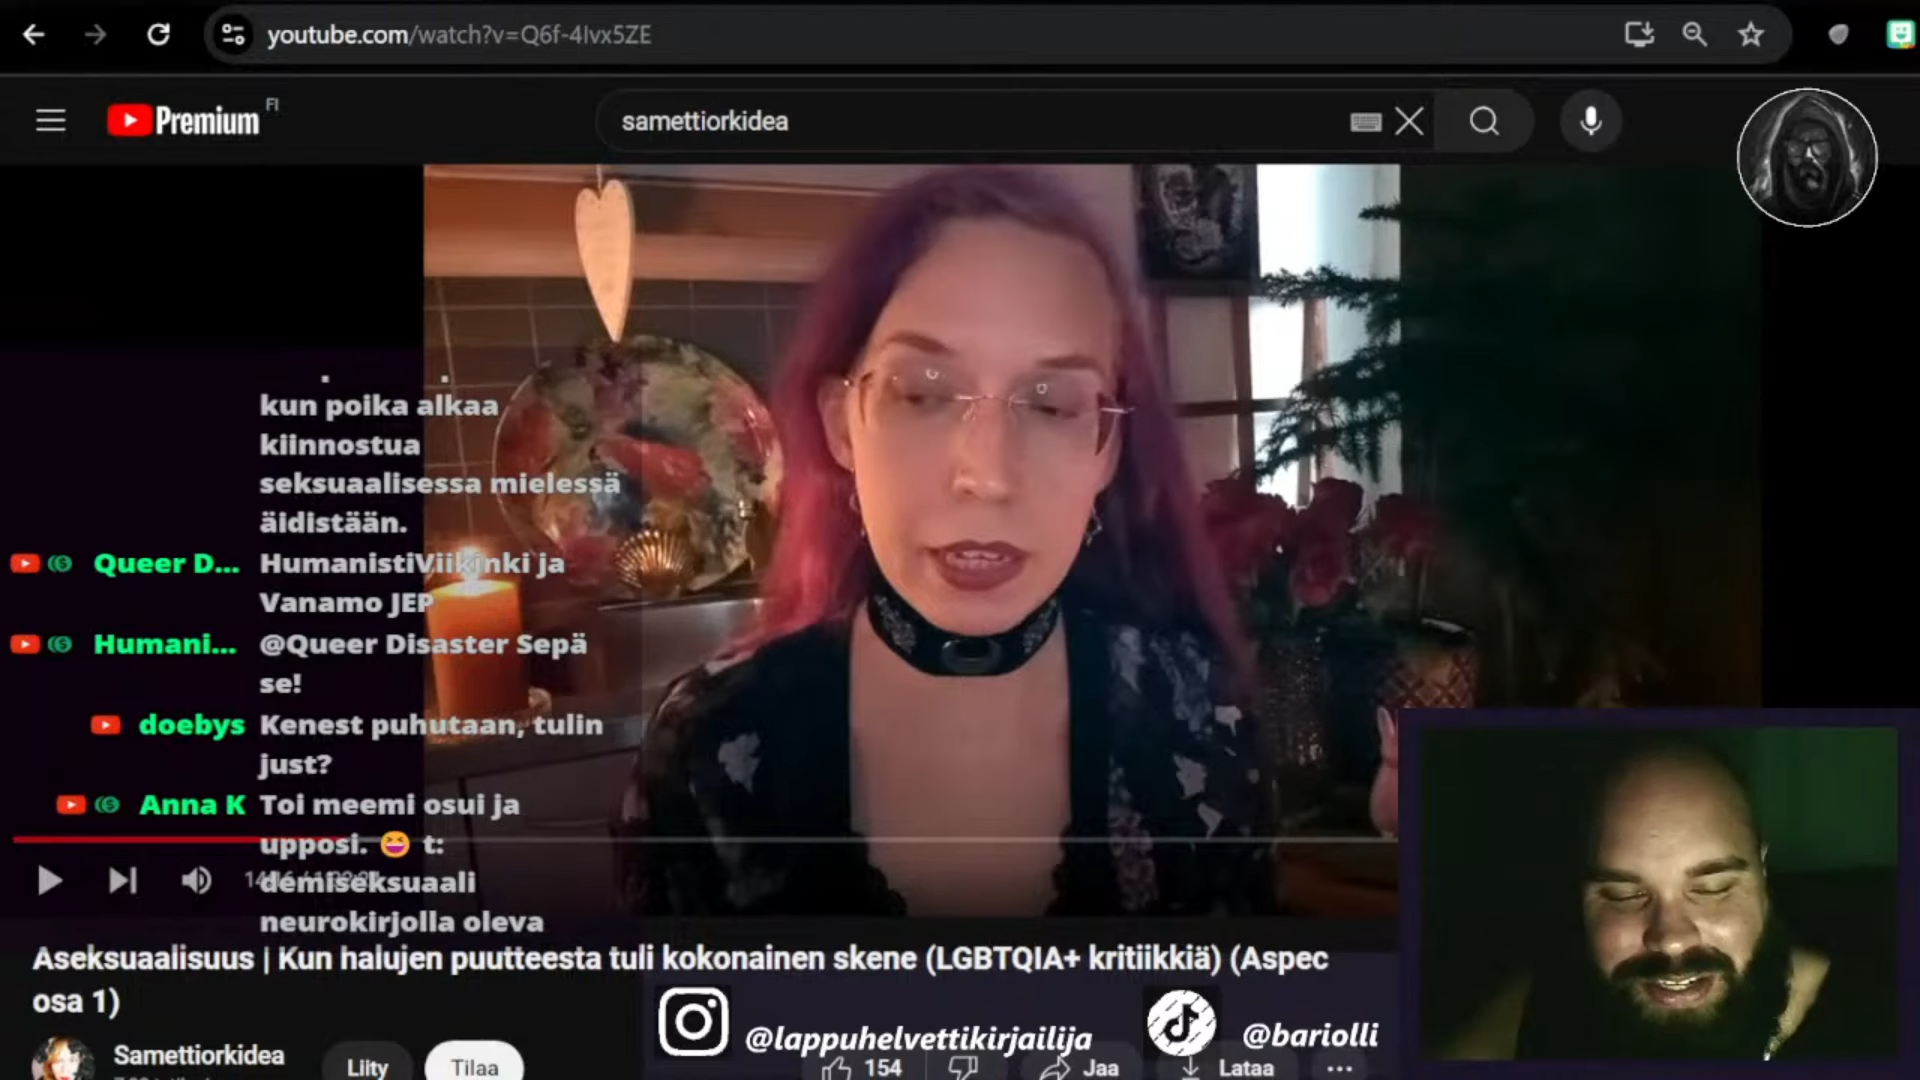 youtube.com/watch?v=Q6f-4lvx5ZE
Premium FI
samettiorkidea
kun poika alkaa
kiinnostua
seksuaalisessa mielessä
äidistään.
Queer D... HumanistiViikinki ja
Vanamo JEP
Humani... @Queer Disaster Sepä
se!
doebys Kenest puhutaan, tulin
just?
Anna K Toi meemi osui ja
upposi. 😆 t:
demiseksuaali
neurokirjolla oleva
Aseksuaalisuus | Kun halujen puutteesta tuli kokonainen skene (LGBTQIA+ kritiikkiä) (Aspec
osa 1)
@lappuhelvettikirjailija
@bariolli
Samettiorkidea
Liity
Tilaa
154
Jaa
Lataa